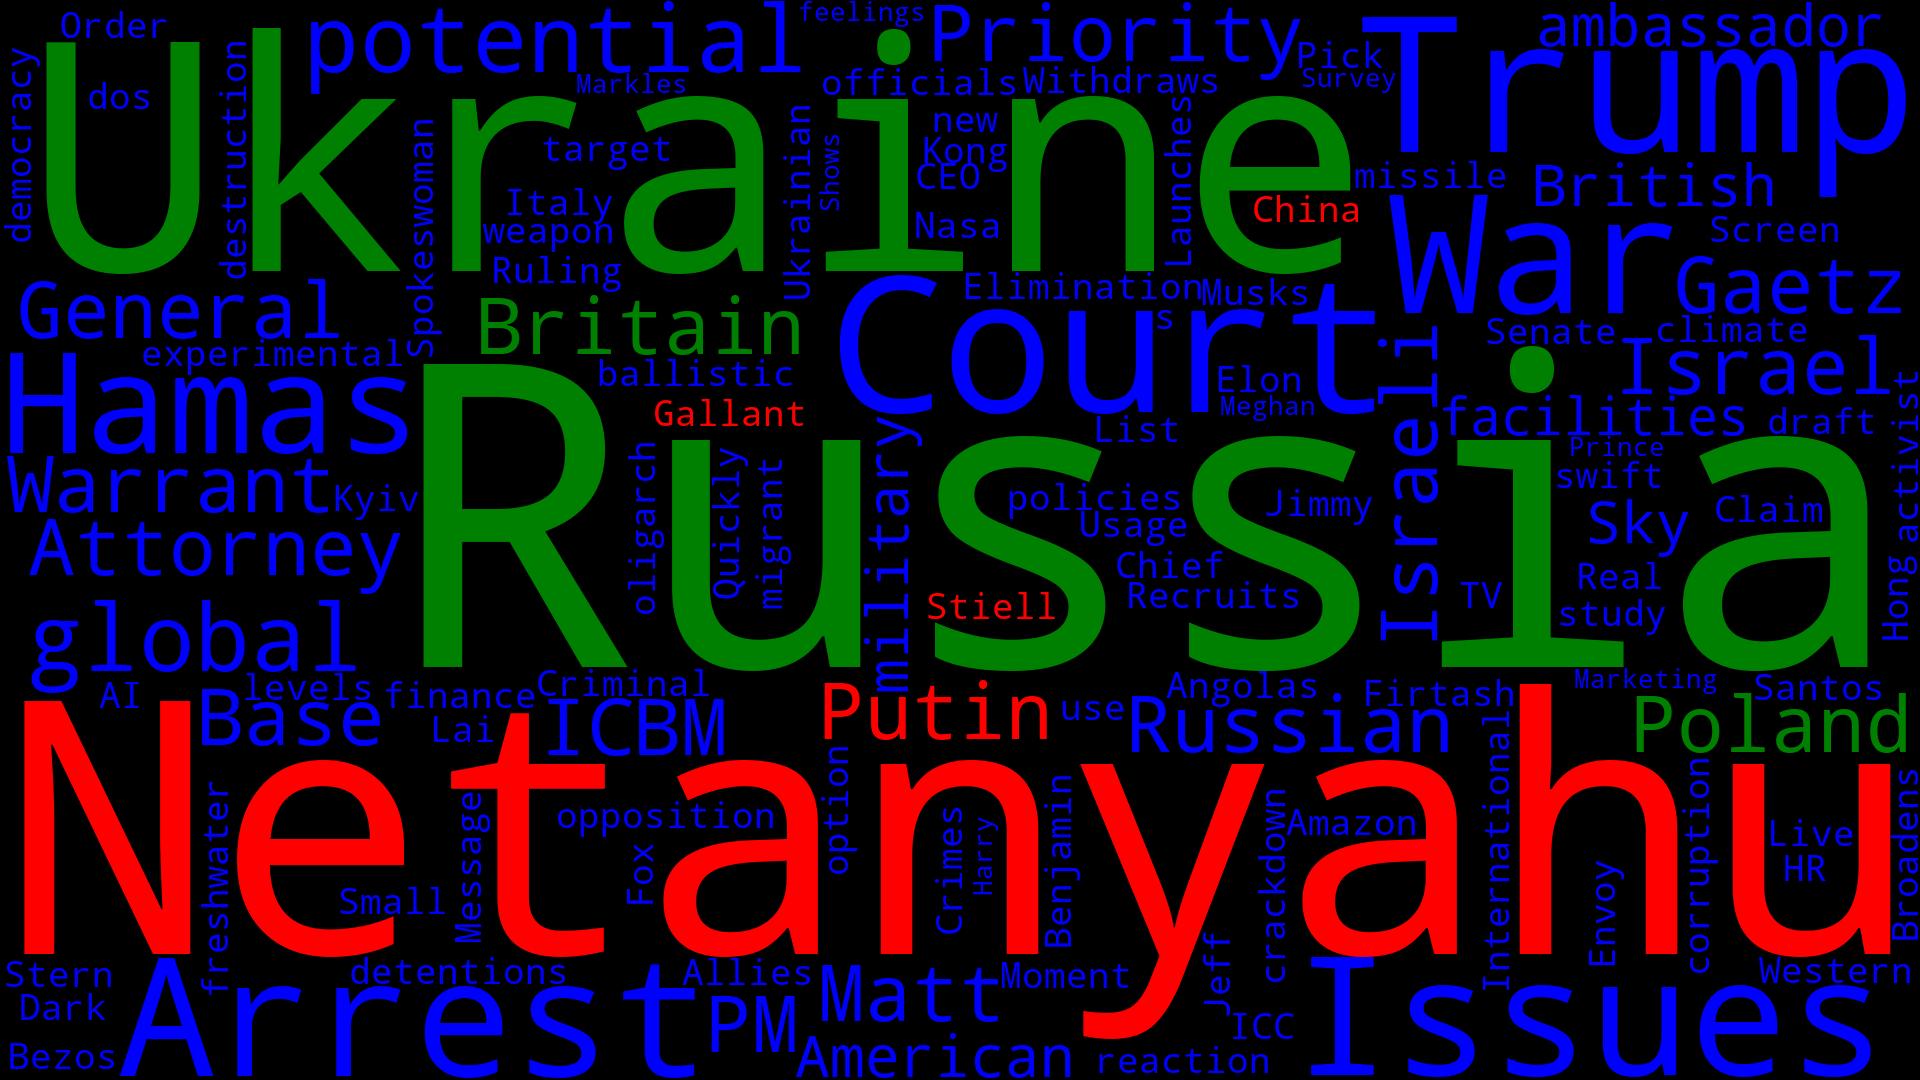 Order
potential
feelings
Priority
Pick
Trump
ambassador
democracy
dos
Ukraine
destruction
Markles
officials
Withdraws
Survey
Spokeswoman
target
Ukrainian
Shows
new
Kong
CEO
Launches
China
missile
British
Italy
weapon
Ruling
Nasa
War
Screen
Gaetz
General
Britain
Court
Eliminations
Musks
Israeli
Senate
climate
experimental
Hamas
ballistic
Elon
Meghan
Israel
Russia
Gallant
List
facilities
draft
Hong
activist
Warrant
Kyiv
oligarch
Quickly
migrant
military
policies
Usage
Jimmy
Prince
swift
Sky
Claim
Attorney
Chief
Recruits
Stiell
TV
Real
study
global
AI
levels
finance
Criminal
Angolas
Firtash
Marketing
Santos
Base
Lai
ICBM
Putin
use
Russian
Poland
Netanyahu
freshwater
Message
opposition
option
Crimes
Harry
Benjamin
crackdown
Amazon
International
corruption
Live
HR
Broadens
Small
Fox
Envoy
Jeff
Stern
Dark
Bezos
Arrest
detentions
Allies
PM
Matt
Moment
American
reaction
ICC
Issues
Western